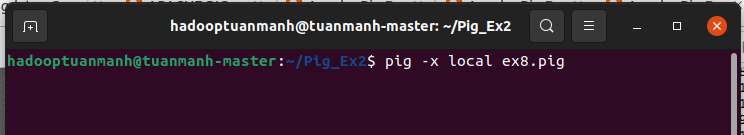 hadooptuanmanh@tuanmanh-master: ~/Pig_Ex2
hadooptuanmanh@tuanmanh-master:~/Pig_Ex2$ pig -x local ex8.pig